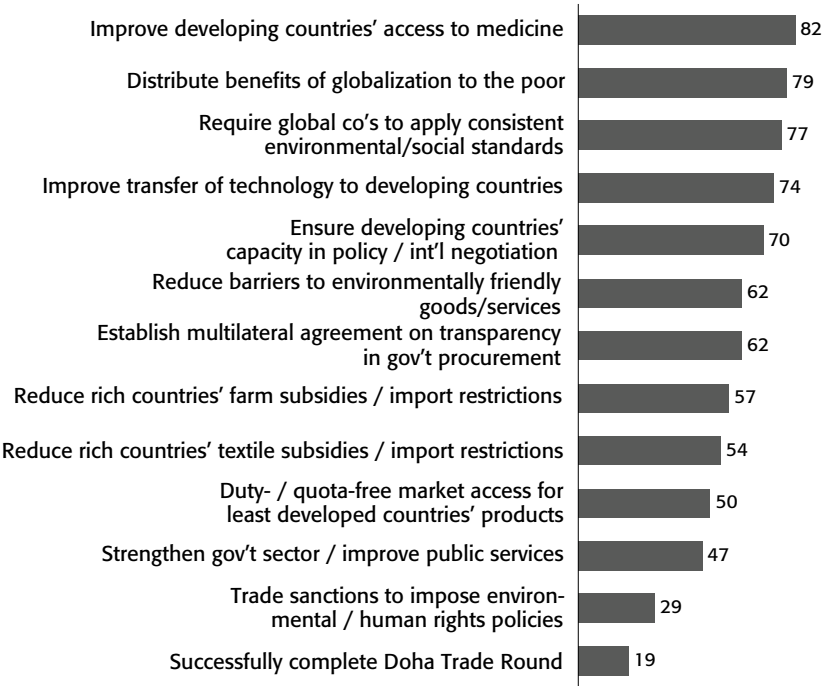 Improve developing countries’ access to medicine 82
Distribute benefits of globalization to the poor 79
Require global co’s to apply consistent
environmental/social standards 77
Improve transfer of technology to developing countries 74
Ensure developing countries’
capacity in policy / int’l negotiation 70
Reduce barriers to environmentally friendly
goods/services 62
Establish multilateral agreement on transparency
in gov’t procurement 62
Reduce rich countries’ farm subsidies / import restrictions 57
Reduce rich countries’ textile subsidies / import restrictions 54
Duty- / quota-free market access for
least developed countries’ products 50
Strengthen gov’t sector / improve public services 47
Trade sanctions to impose environ-
mental / human rights policies 29
Successfully complete Doha Trade Round 19